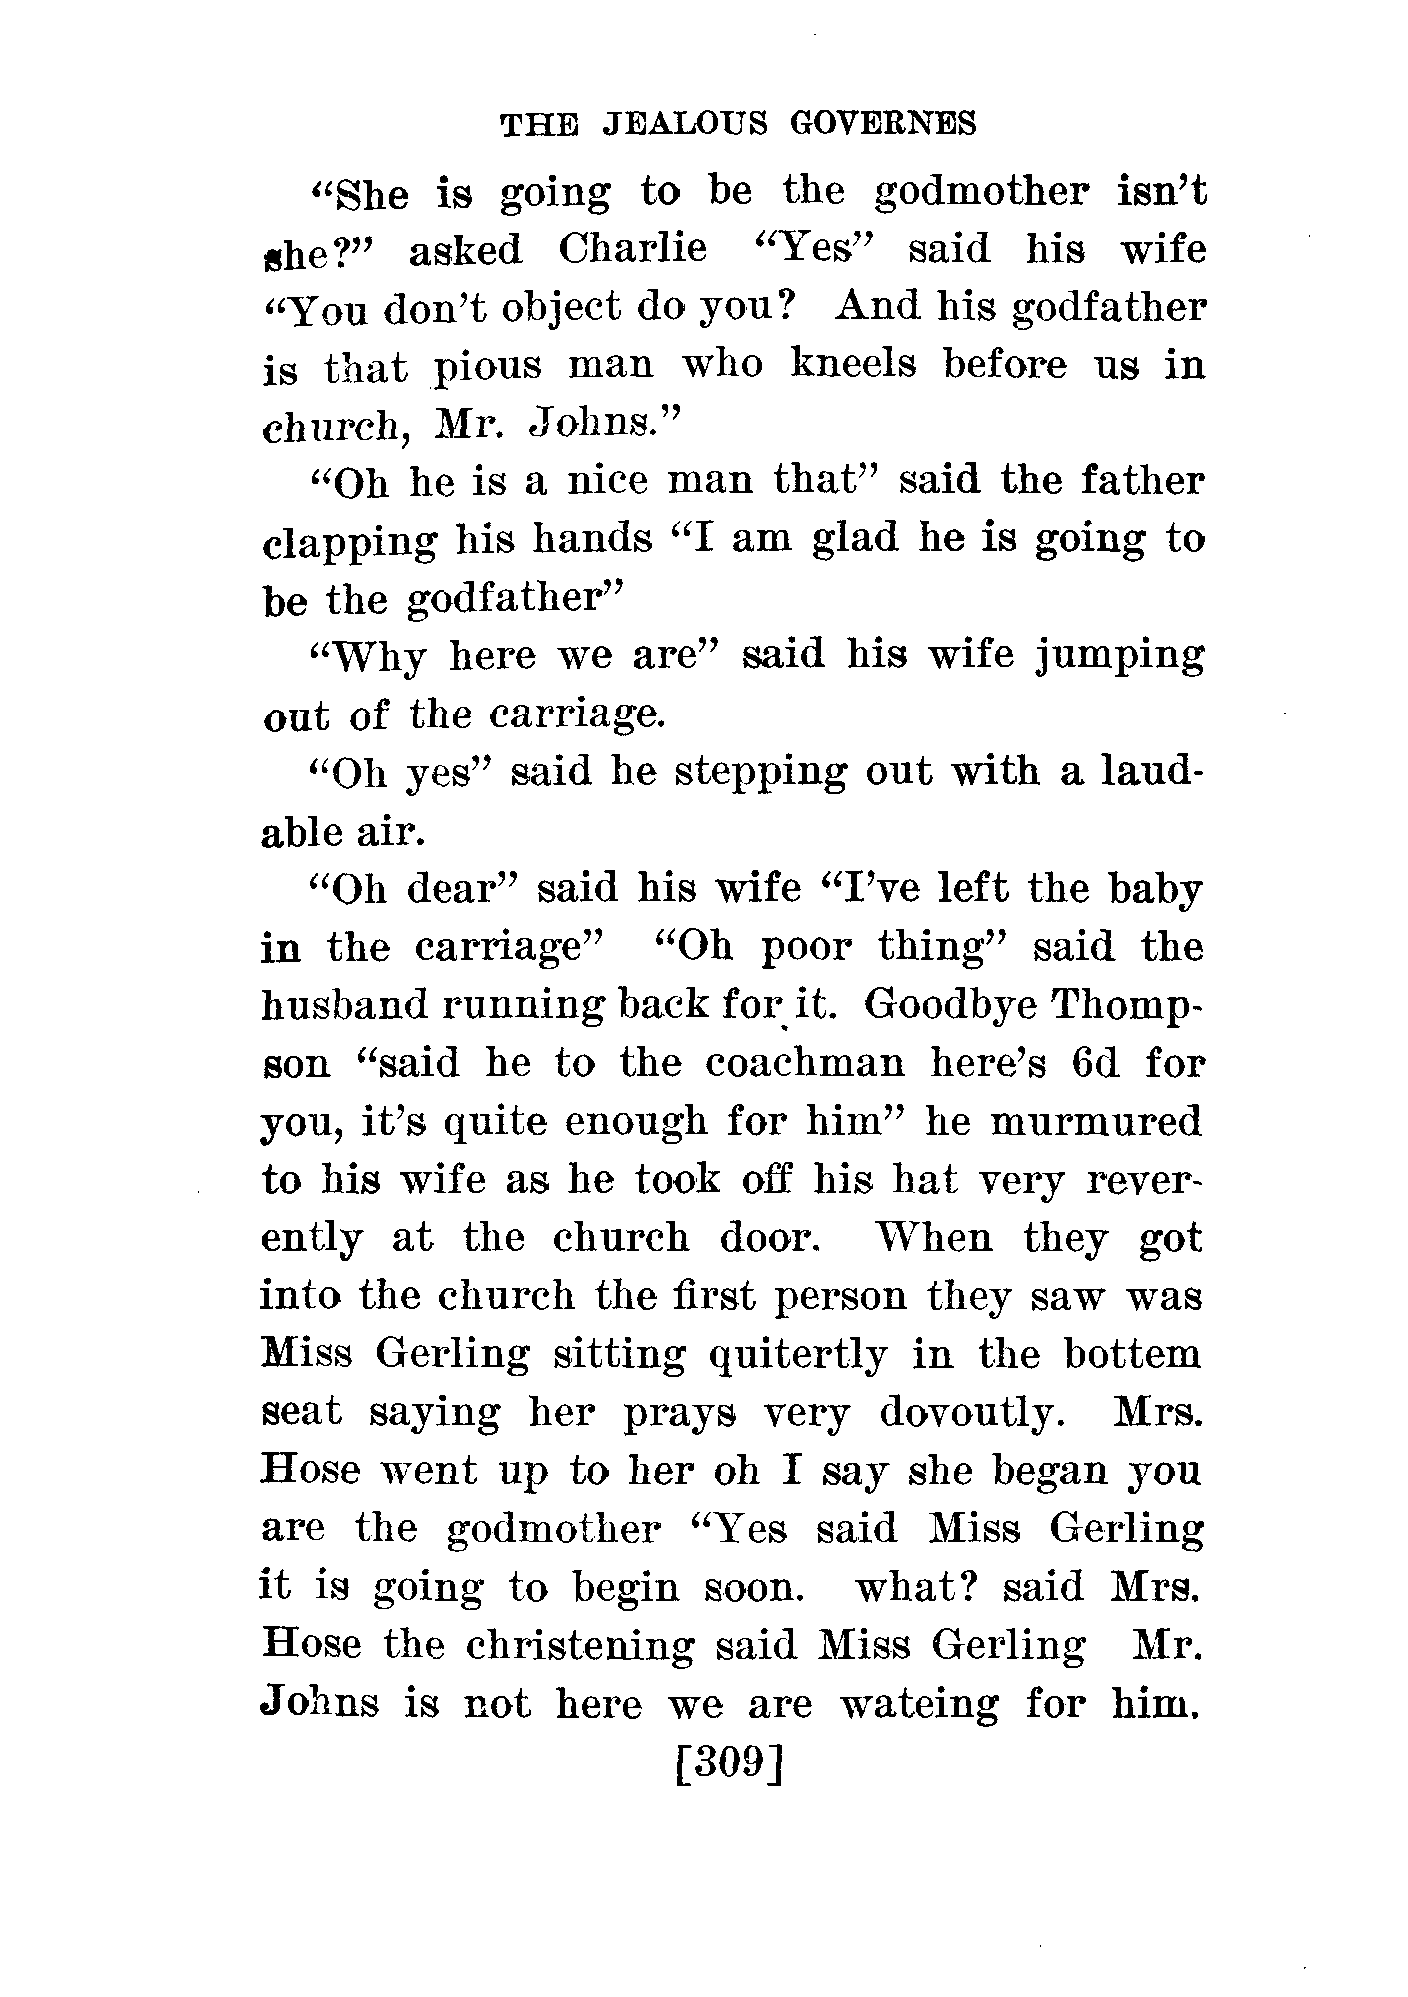 THE JEALOUS GOVERNES
“She is going to be the godmother isn’t
she?” asked Charlie “Yes” said his wife
“You don’t object do you? And his godfather
is that pious man who kneels before us in
church, Mr. Johns.”
“Oh he is a nice man that” said the father
clapping his hands “I am glad he is going to
be the godfather”
“Why here we are” said his wife jumping
out of the carriage.
“Oh yes” said he stepping out with a laud-
able air.
“Oh dear” said his wife “I’ve left the baby
in the carriage” “Oh poor thing” said the
husband running back for it. Goodbye Thomp-
son “said he to the coachman here’s 6d for
you, it’s quite enough for him” he murmured
to his wife as he took off his hat very rever-
ently at the church door. When they got
into the church the first person they saw was
Miss Gerling sitting quitertly in the bottem
seat saying her prays very dovoutly. Mrs.
Hose went up to her oh I say she began you
are the godmother “Yes said Miss Gerling
it is going to begin soon. what? said Mrs.
Hose the christening said Miss Gerling Mr.
Johns is not here we are wateing for him.
[309]